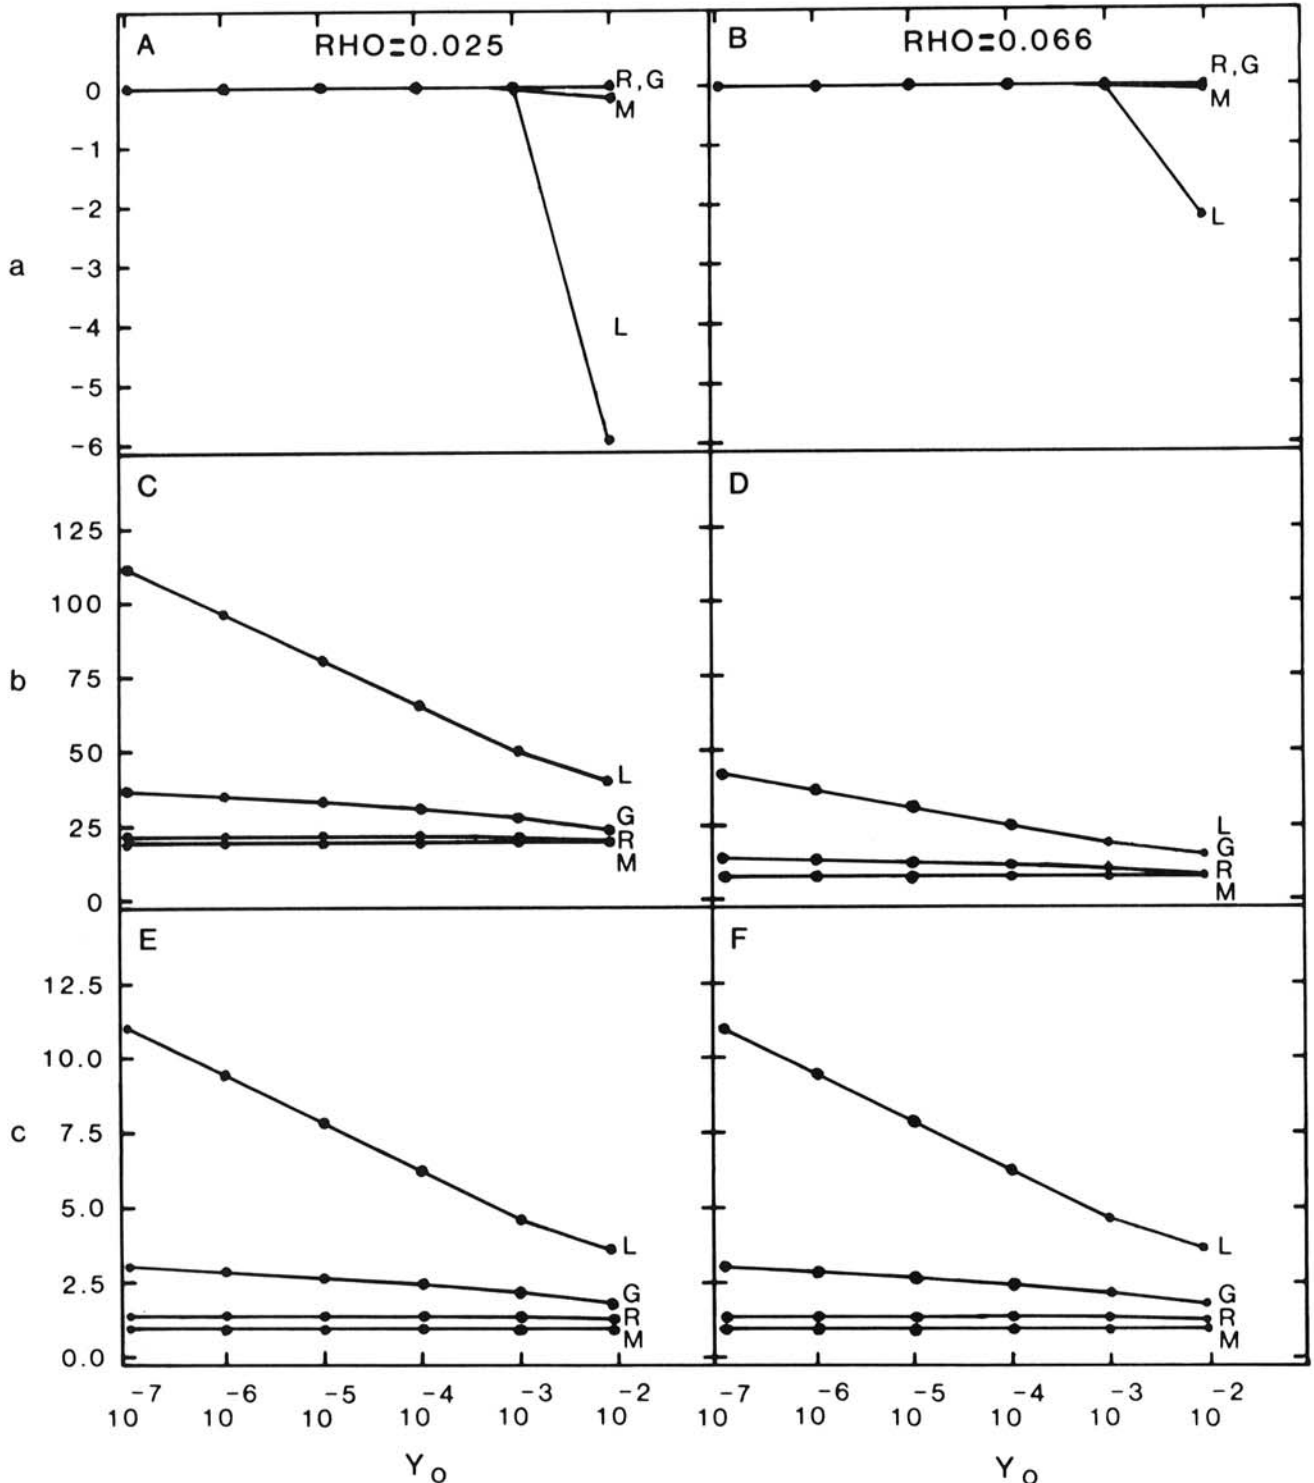 A RHO=0.025
B RHO=0.066
R, G
M
R, G
M
0
-1
-2
-3
-4
-5
-6
a
L
L
C
D
125
100
75
50
25
0
b
L
G
R
M
L
G
R
M
E
F
12.5
10.0
7.5
5.0
2.5
0.0
c
L
G
R
M
L
G
R
M
10⁻⁷ 10⁻⁶ 10⁻⁵ 10⁻⁴ 10⁻³ 10⁻²
10⁻⁷ 10⁻⁶ 10⁻⁵ 10⁻⁴ 10⁻³ 10⁻²
Y₀
Y₀